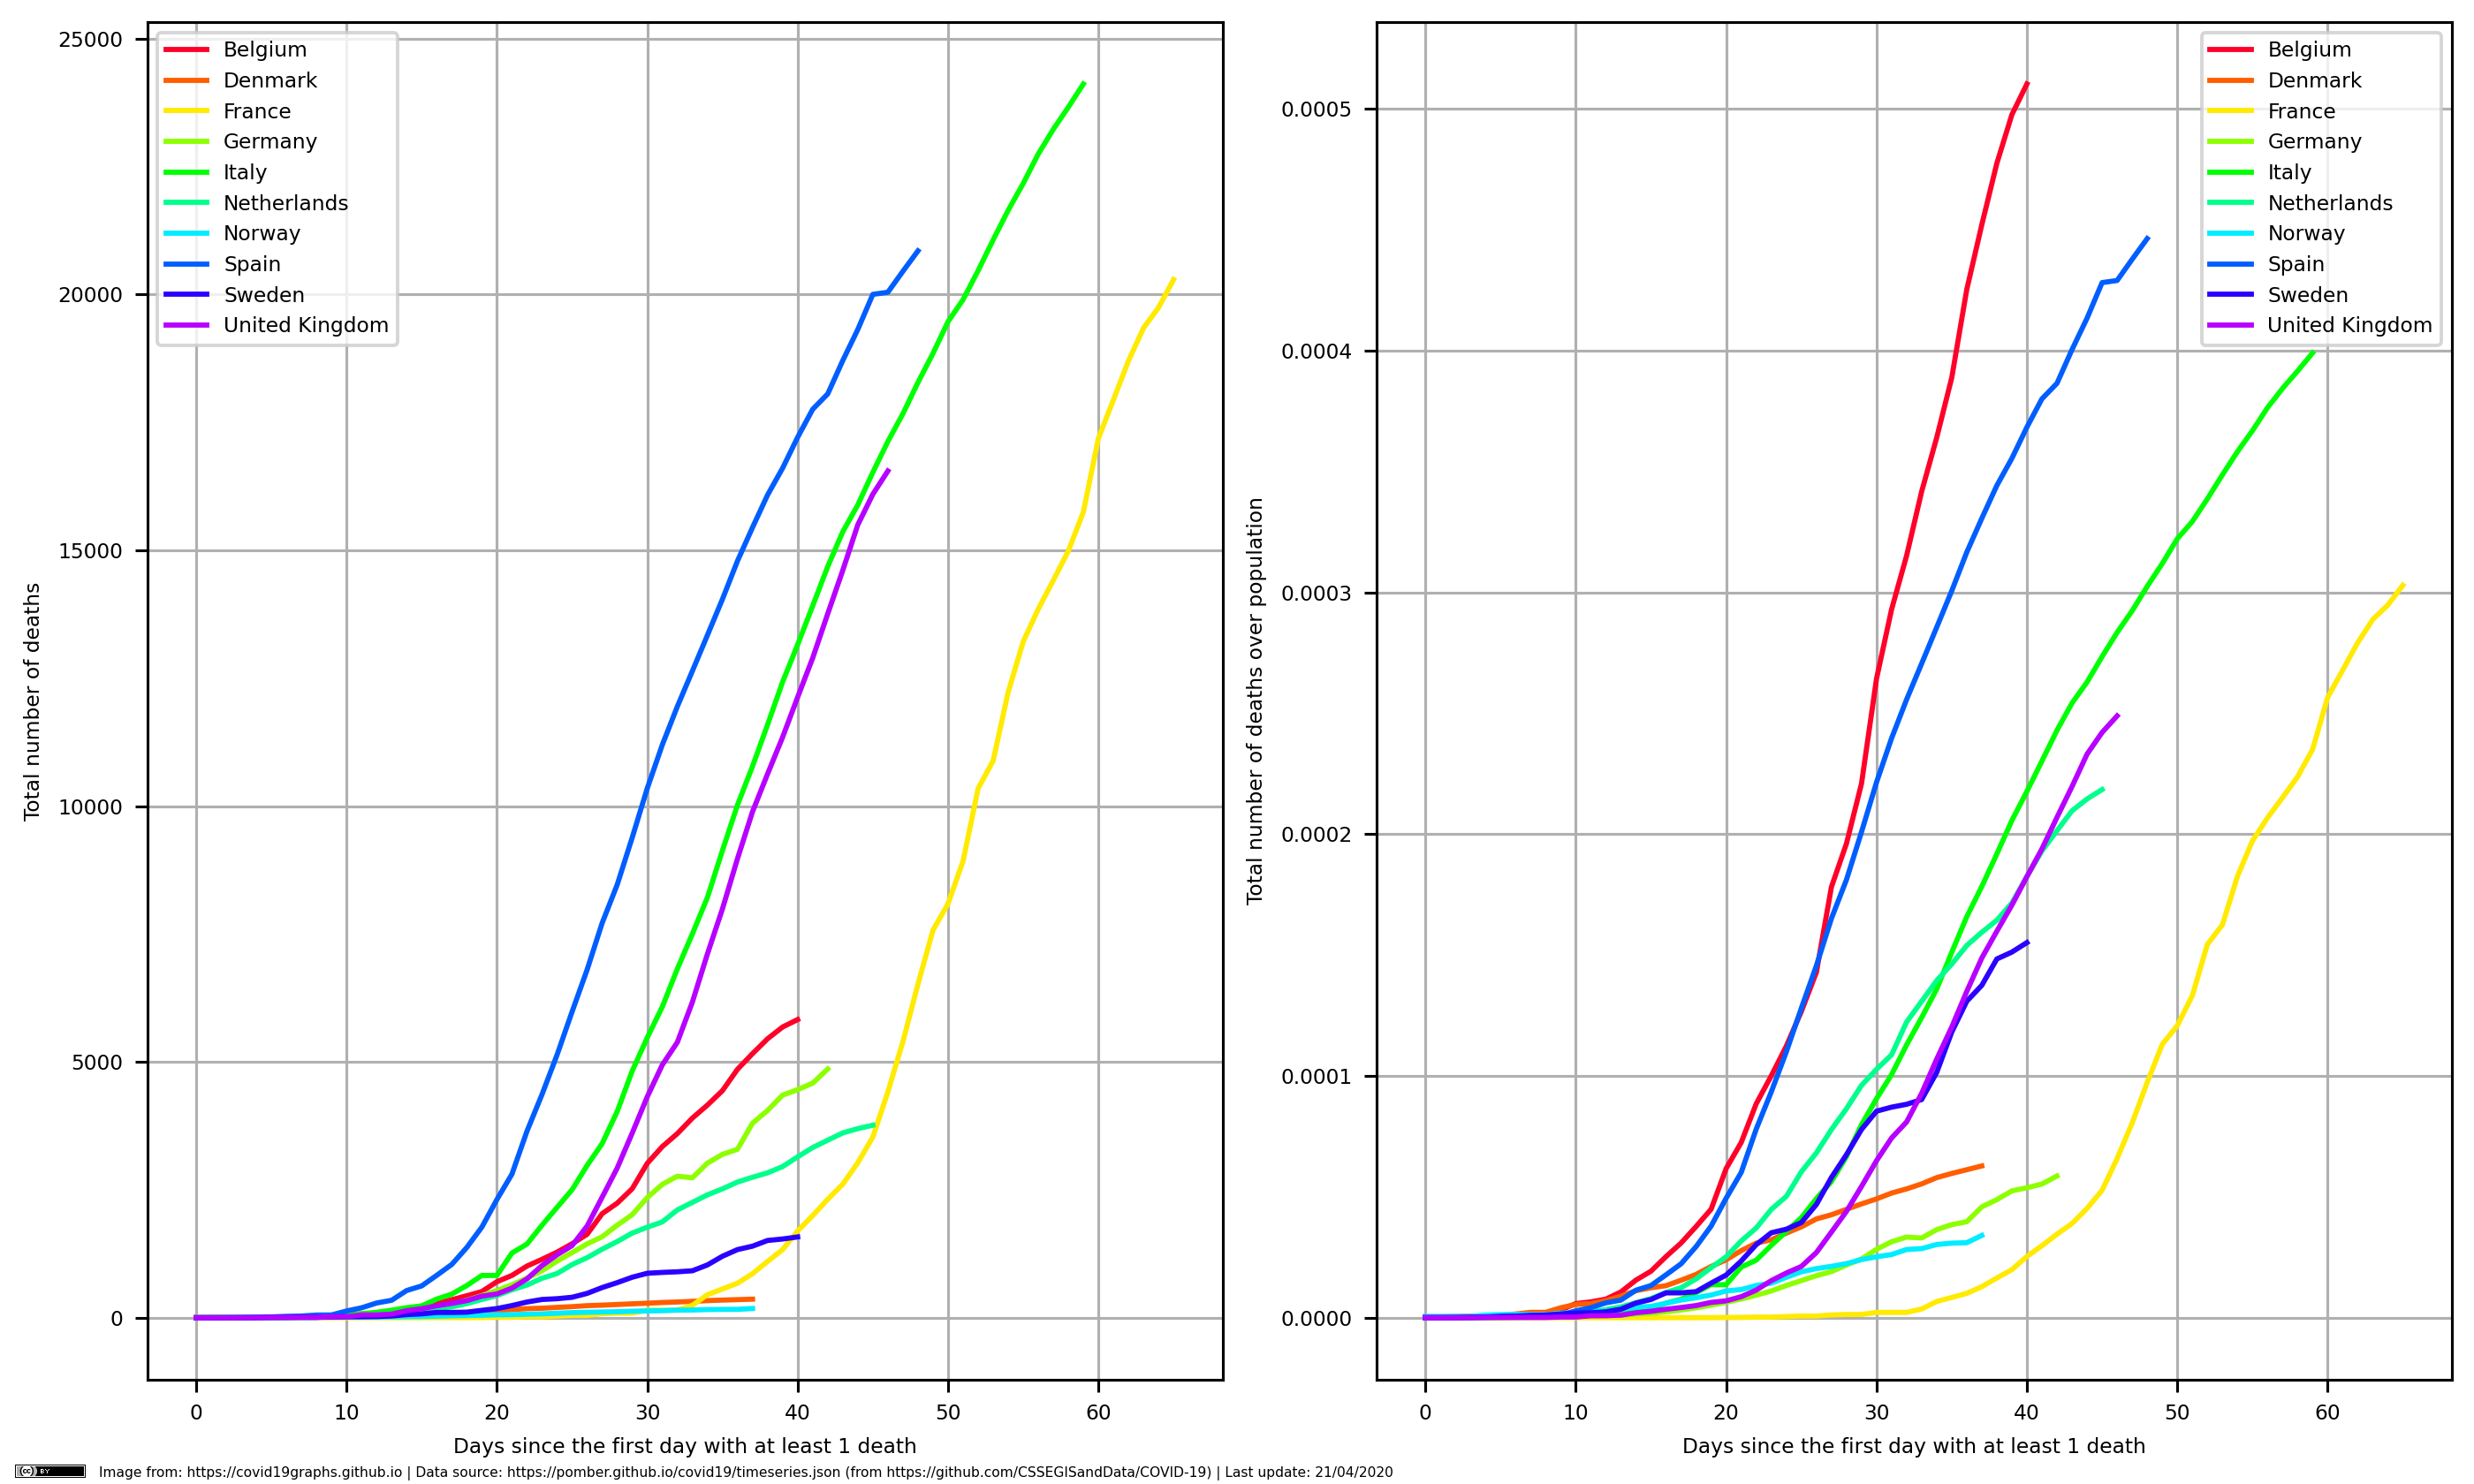 25000
20000
15000
10000
5000
0
Total number of deaths
Belgium
Denmark
France
Germany
Italy
Netherlands
Norway
Spain
Sweden
United Kingdom
0 10 20 30 40 50 60
Days since the first day with at least 1 death
0.0005
0.0004
0.0003
0.0002
0.0001
0.0000
Total number of deaths over population
Belgium
Denmark
France
Germany
Italy
Netherlands
Norway
Spain
Sweden
United Kingdom
0 10 20 30 40 50 60
Days since the first day with at least 1 death
(cc) BY Image from: https://covid19graphs.github.io | Data source: https://pomber.github.io/covid19/timeseries.json (from https://github.com/CSSEGISandData/COVID-19) | Last update: 21/04/2020